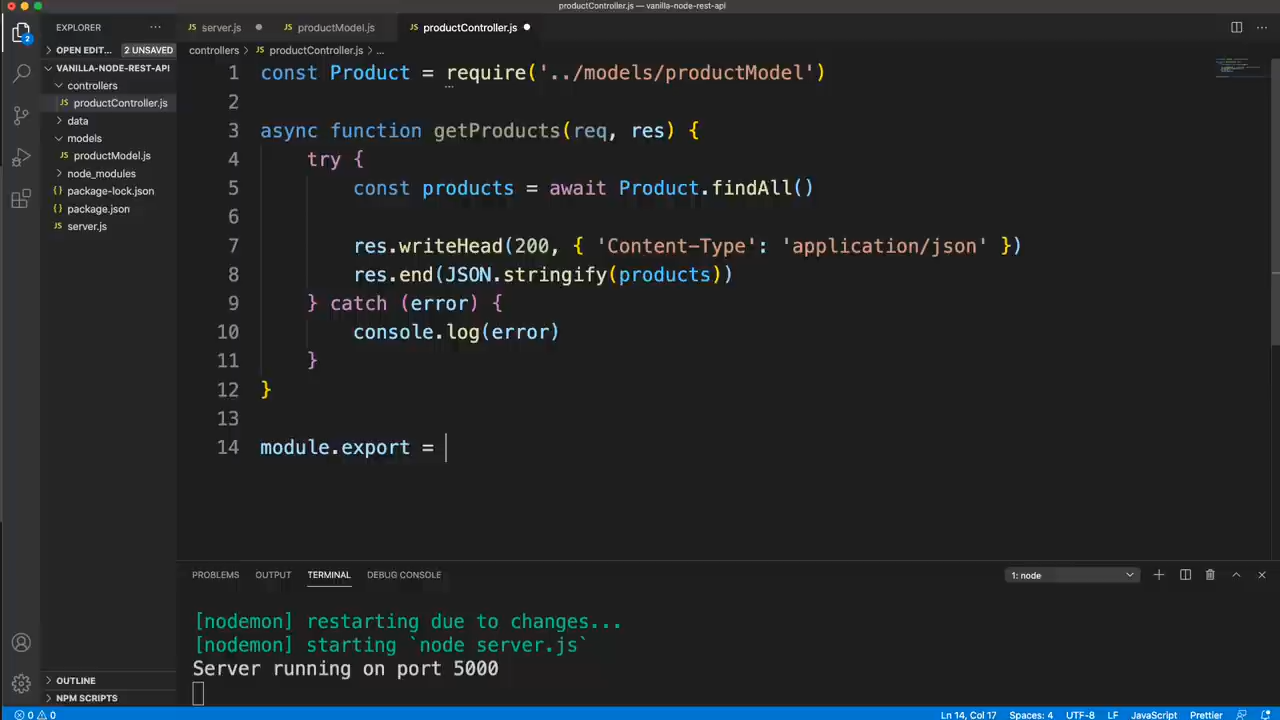 productController.js — vanilla-node-rest-api
EXPLORER
server.js
productModel.js
productController.js
OPEN EDIT... 2 UNSAVED
controllers > JS productController.js > ...
VANILLA-NODE-REST-API
controllers
JS productController.js
data
models
JS productModel.js
node_modules
{} package-lock.json
{} package.json
JS server.js
1 const Product = require('../models/productModel')
2
3 async function getProducts(req, res) {
4 try {
5 const products = await Product.findAll()
6
7 res.writeHead(200, { 'Content-Type': 'application/json' })
8 res.end(JSON.stringify(products))
9 } catch (error) {
10 console.log(error)
11 }
12 }
13
14 module.export =
PROBLEMS OUTPUT TERMINAL DEBUG CONSOLE 1: node
[nodemon] restarting due to changes...
[nodemon] starting `node server.js`
Server running on port 5000
OUTLINE
NPM SCRIPTS
0 0 Ln 14, Col 17 Spaces: 4 UTF-8 LF JavaScript Prettier